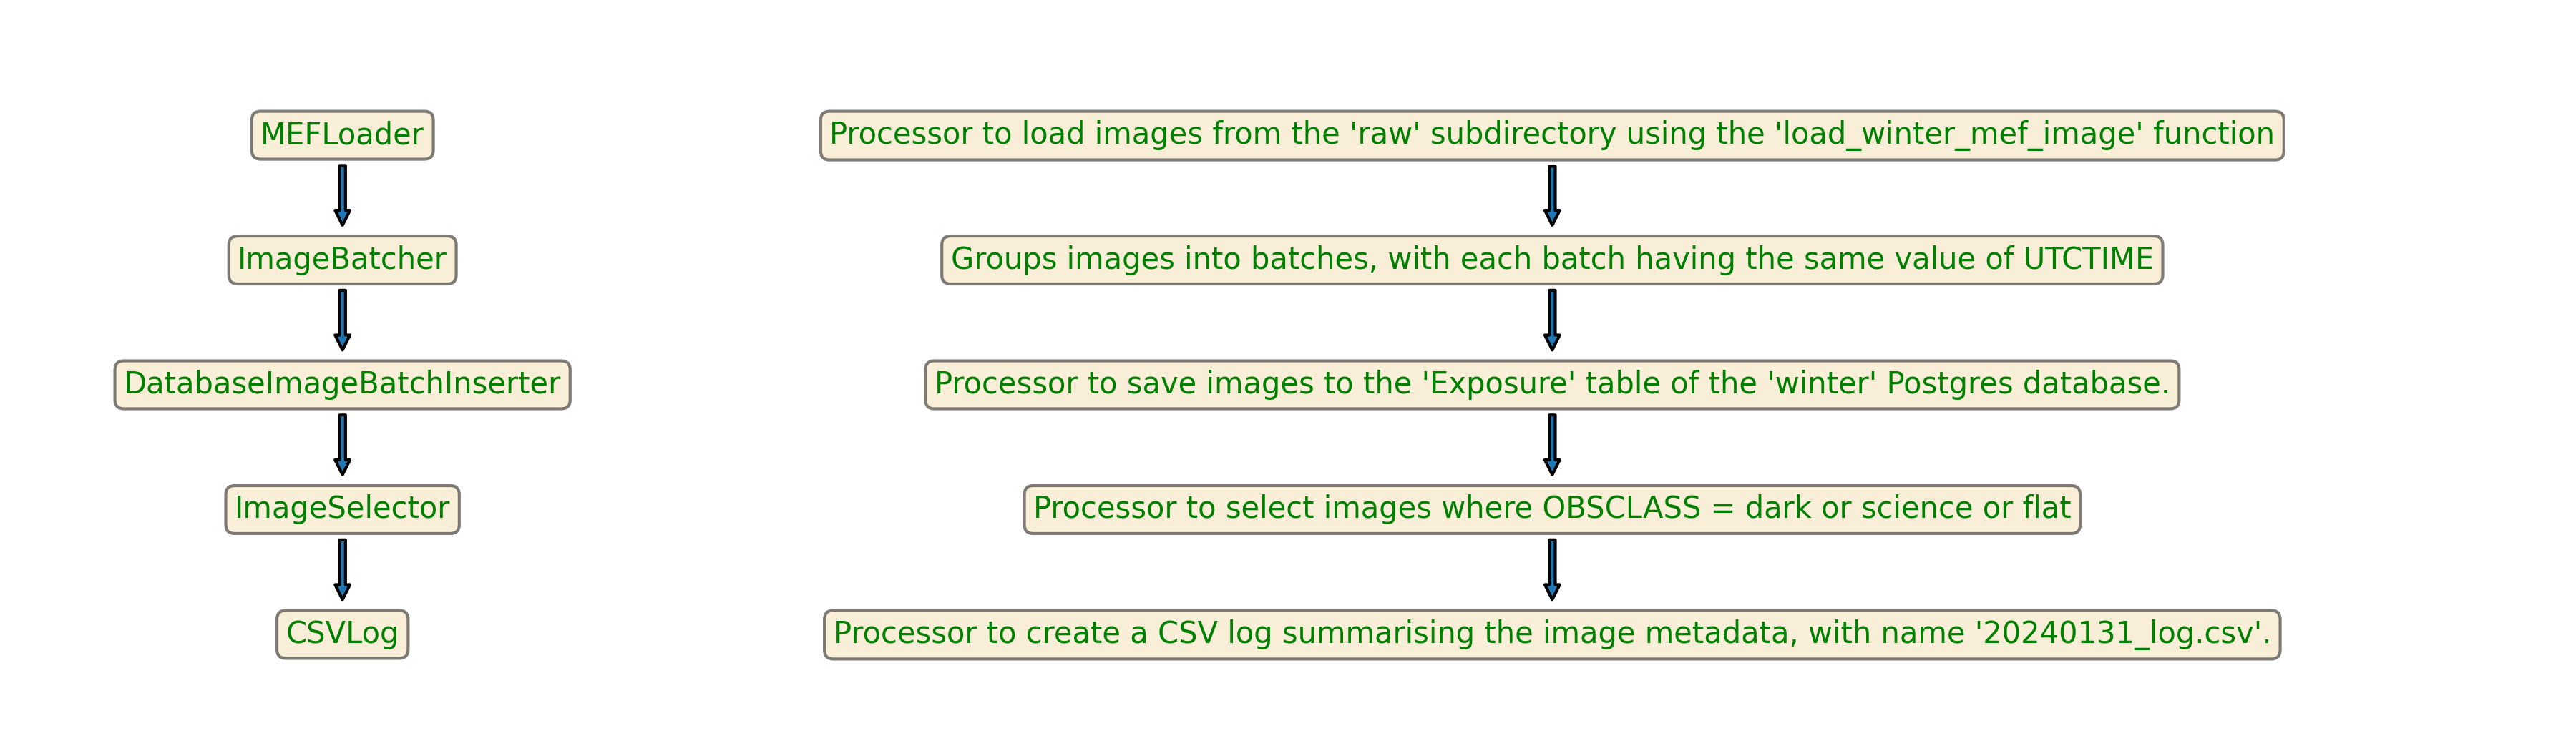 MEFLoader
Processor to load images from the 'raw' subdirectory using the 'load_winter_mef_image' function
ImageBatcher
Groups images into batches, with each batch having the same value of UTCTIME
DatabaseImageBatchInserter
Processor to save images to the 'Exposure' table of the 'winter' Postgres database.
ImageSelector
Processor to select images where OBSCLASS = dark or science or flat
CSVLog
Processor to create a CSV log summarising the image metadata, with name '20240131_log.csv'.